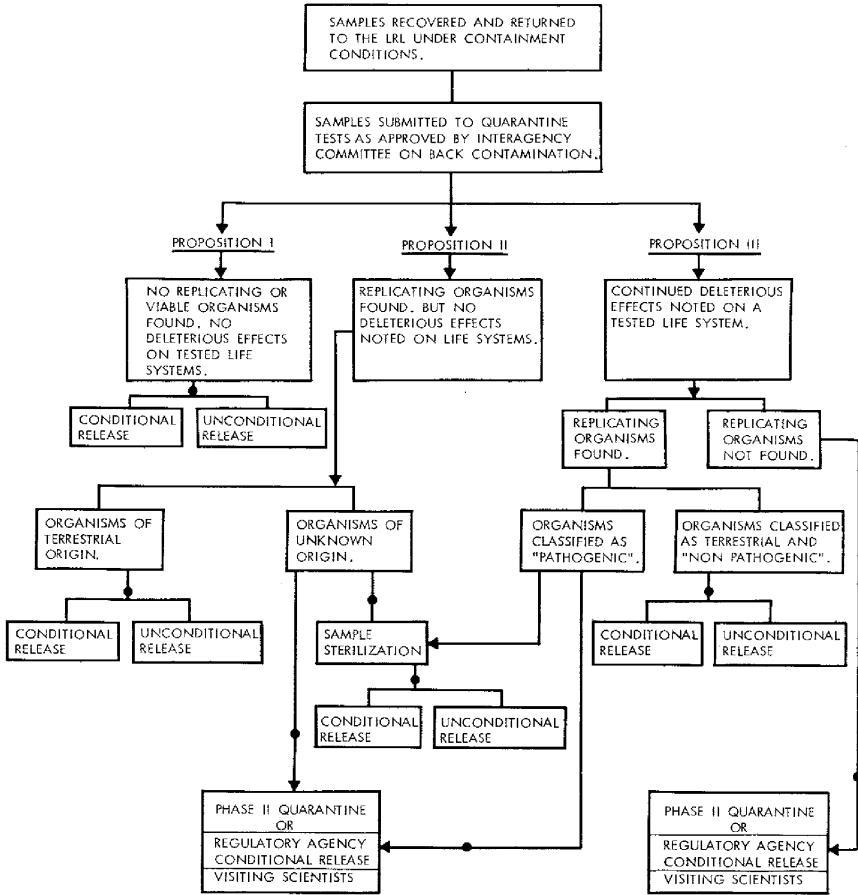 SAMPLES RECOVERED AND RETURNED
TO THE LRL UNDER CONTAINMENT
CONDITIONS.
SAMPLES SUBMITTED TO QUARANTINE
TESTS AS APPROVED BY INTERAGENCY
COMMITTEE ON BACK CONTAMINATION.
PROPOSITION I
PROPOSITION II
PROPOSITION III
NO REPLICATING OR
VIABLE ORGANISMS
FOUND. NO
DELETERIOUS EFFECTS
ON TESTED LIFE
SYSTEMS.
REPLICATING ORGANISMS
FOUND. BUT NO
DELETERIOUS EFFECTS
NOTED ON LIFE SYSTEMS.
CONTINUED DELETERIOUS
EFFECTS NOTED ON A
TESTED LIFE SYSTEM.
CONDITIONAL
RELEASE
UNCONDITIONAL
RELEASE
REPLICATING
ORGANISMS
FOUND.
REPLICATING
ORGANISMS
NOT FOUND.
ORGANISMS OF
TERRESTRIAL
ORIGIN.
ORGANISMS OF
UNKNOWN
ORIGIN.
ORGANISMS
CLASSIFIED AS
"PATHOGENIC".
ORGANISMS CLASSIFIED
AS TERRESTRIAL AND
"NON PATHOGENIC".
CONDITIONAL
RELEASE
UNCONDITIONAL
RELEASE
SAMPLE
STERILIZATION
CONDITIONAL
RELEASE
UNCONDITIONAL
RELEASE
CONDITIONAL
RELEASE
UNCONDITIONAL
RELEASE
PHASE II QUARANTINE
OR
REGULATORY AGENCY
CONDITIONAL RELEASE
VISITING SCIENTISTS
PHASE II QUARANTINE
OR
REGULATORY AGENCY
CONDITIONAL RELEASE
VISITING SCIENTISTS